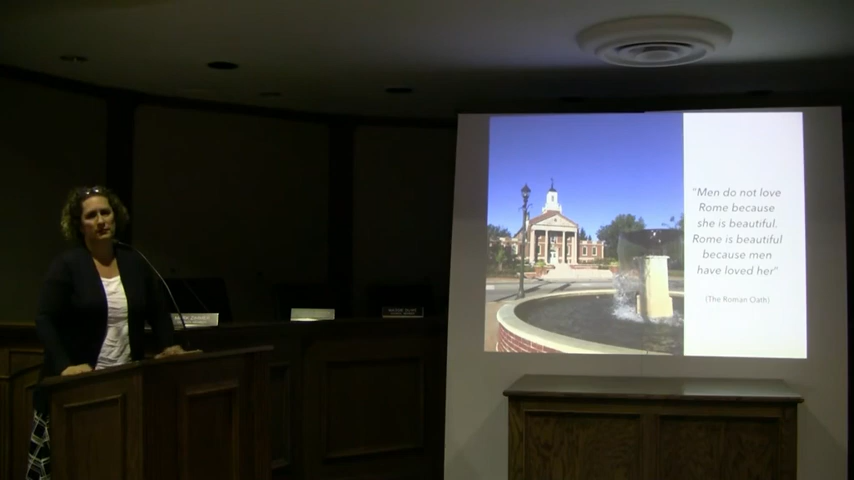 "Men do not love
Rome because
she is beautiful.
Rome is beautiful
because men
have loved her"
(The Roman Oath)